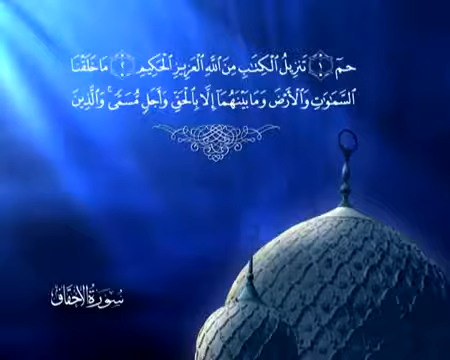 حمٓ ۝١ تَنزِيلُ ٱلْكِتَٰبِ مِنَ ٱللَّهِ ٱلْعَزِيزِ ٱلْحَكِيمِ ۝٢ مَا خَلَقْنَا
ٱلسَّمَٰوَٰتِ وَٱلْأَرْضَ وَمَا بَيْنَهُمَآ إِلَّا بِٱلْحَقِّ وَأَجَلٍ مُّسَمًّى ۚ وَٱلَّذِينَ
سُورَةُ الأحقاف